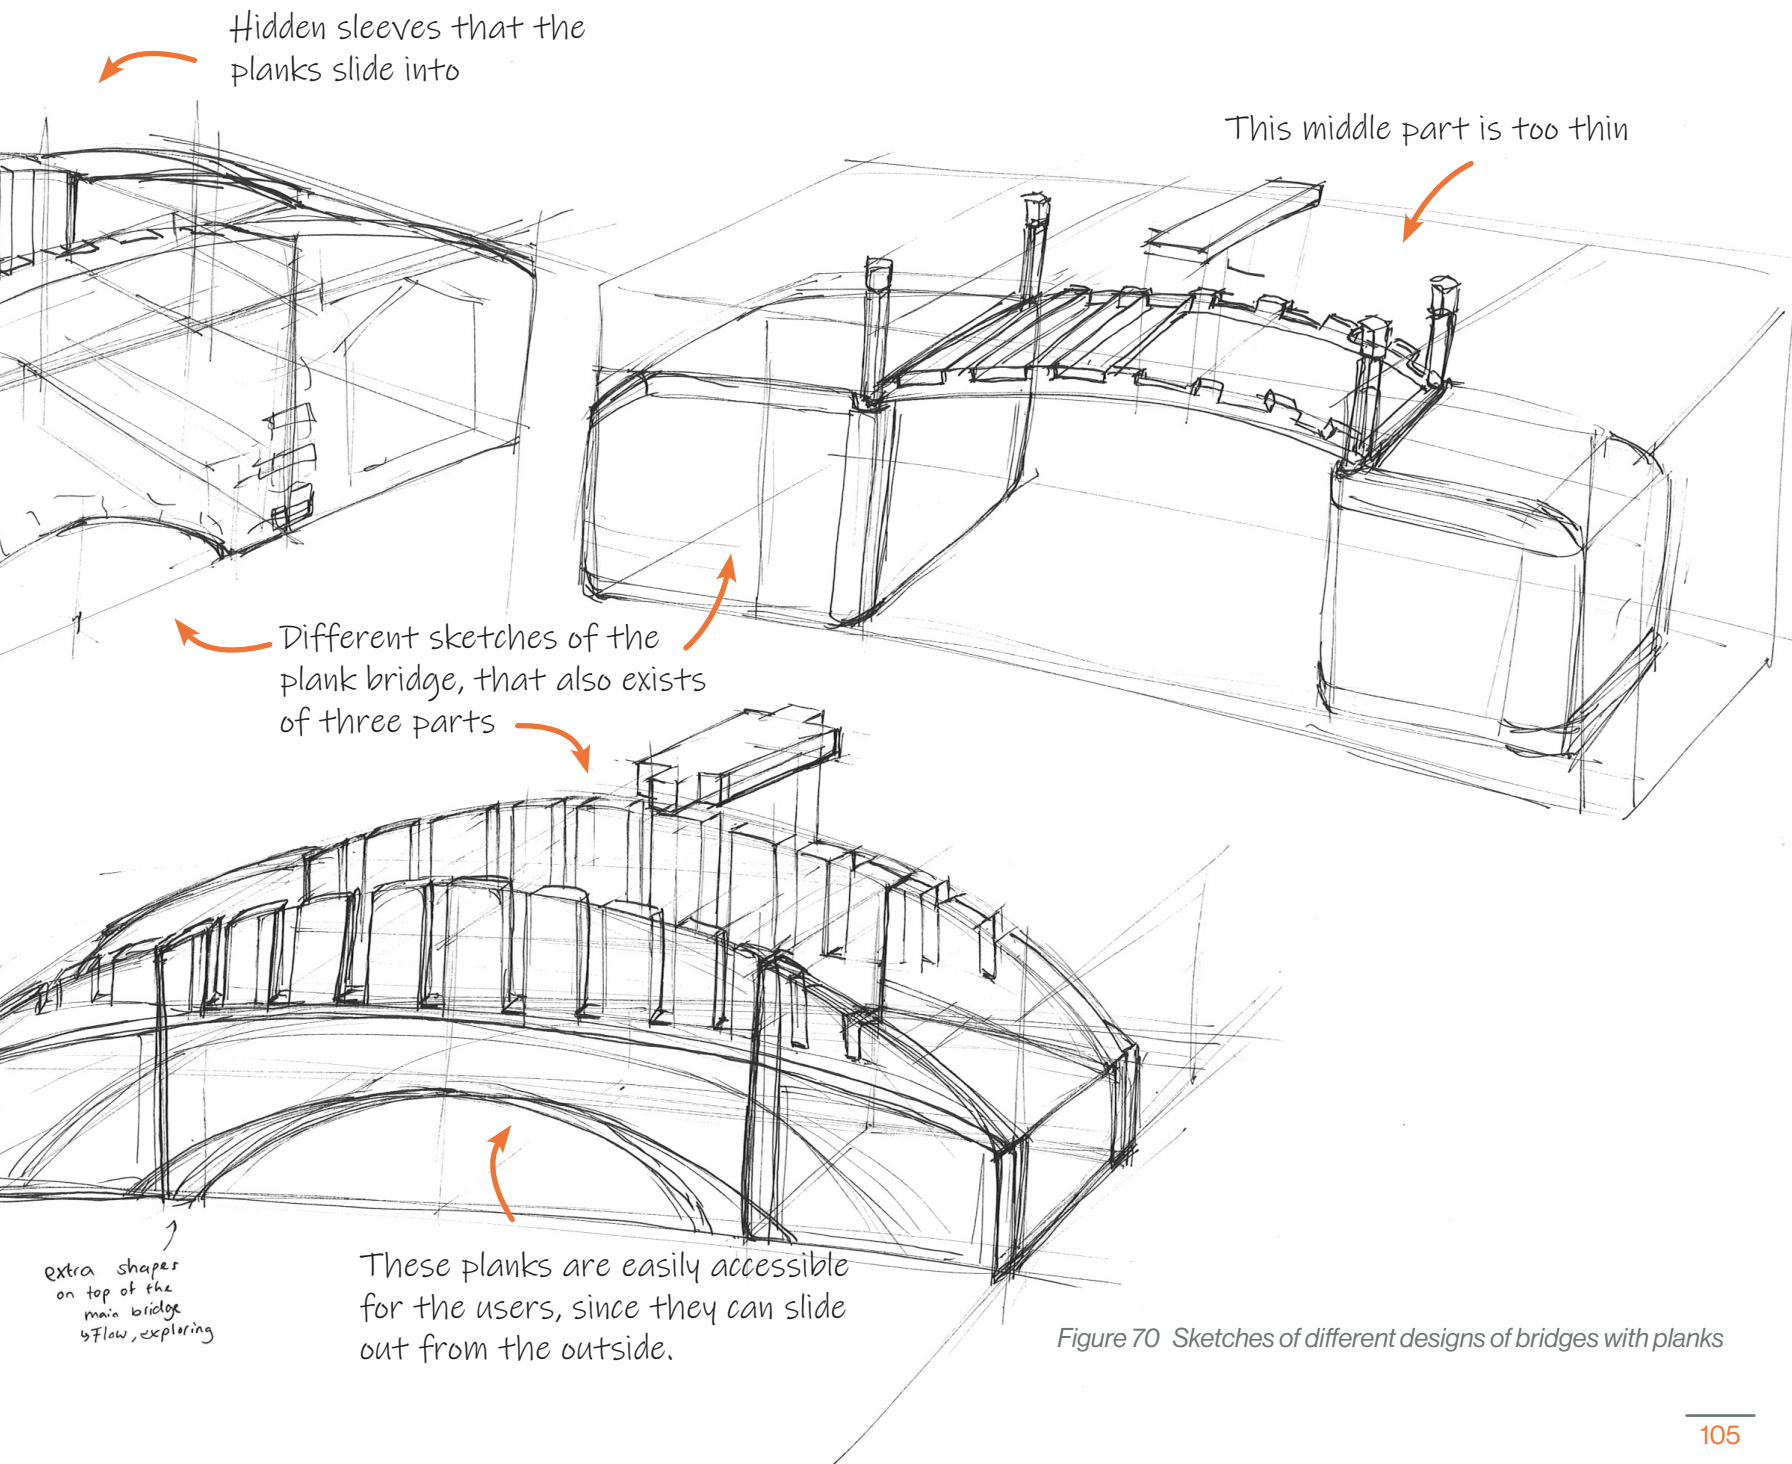 Hidden sleeves that the
planks slide into
This middle part is too thin
Different sketches of the
plank bridge, that also exists
of three parts
extra shapes
on top of the
main bridge
↳ Flow, exploring
These planks are easily accessible
for the users, since they can slide
out from the outside.
Figure 70 Sketches of different designs of bridges with planks
105